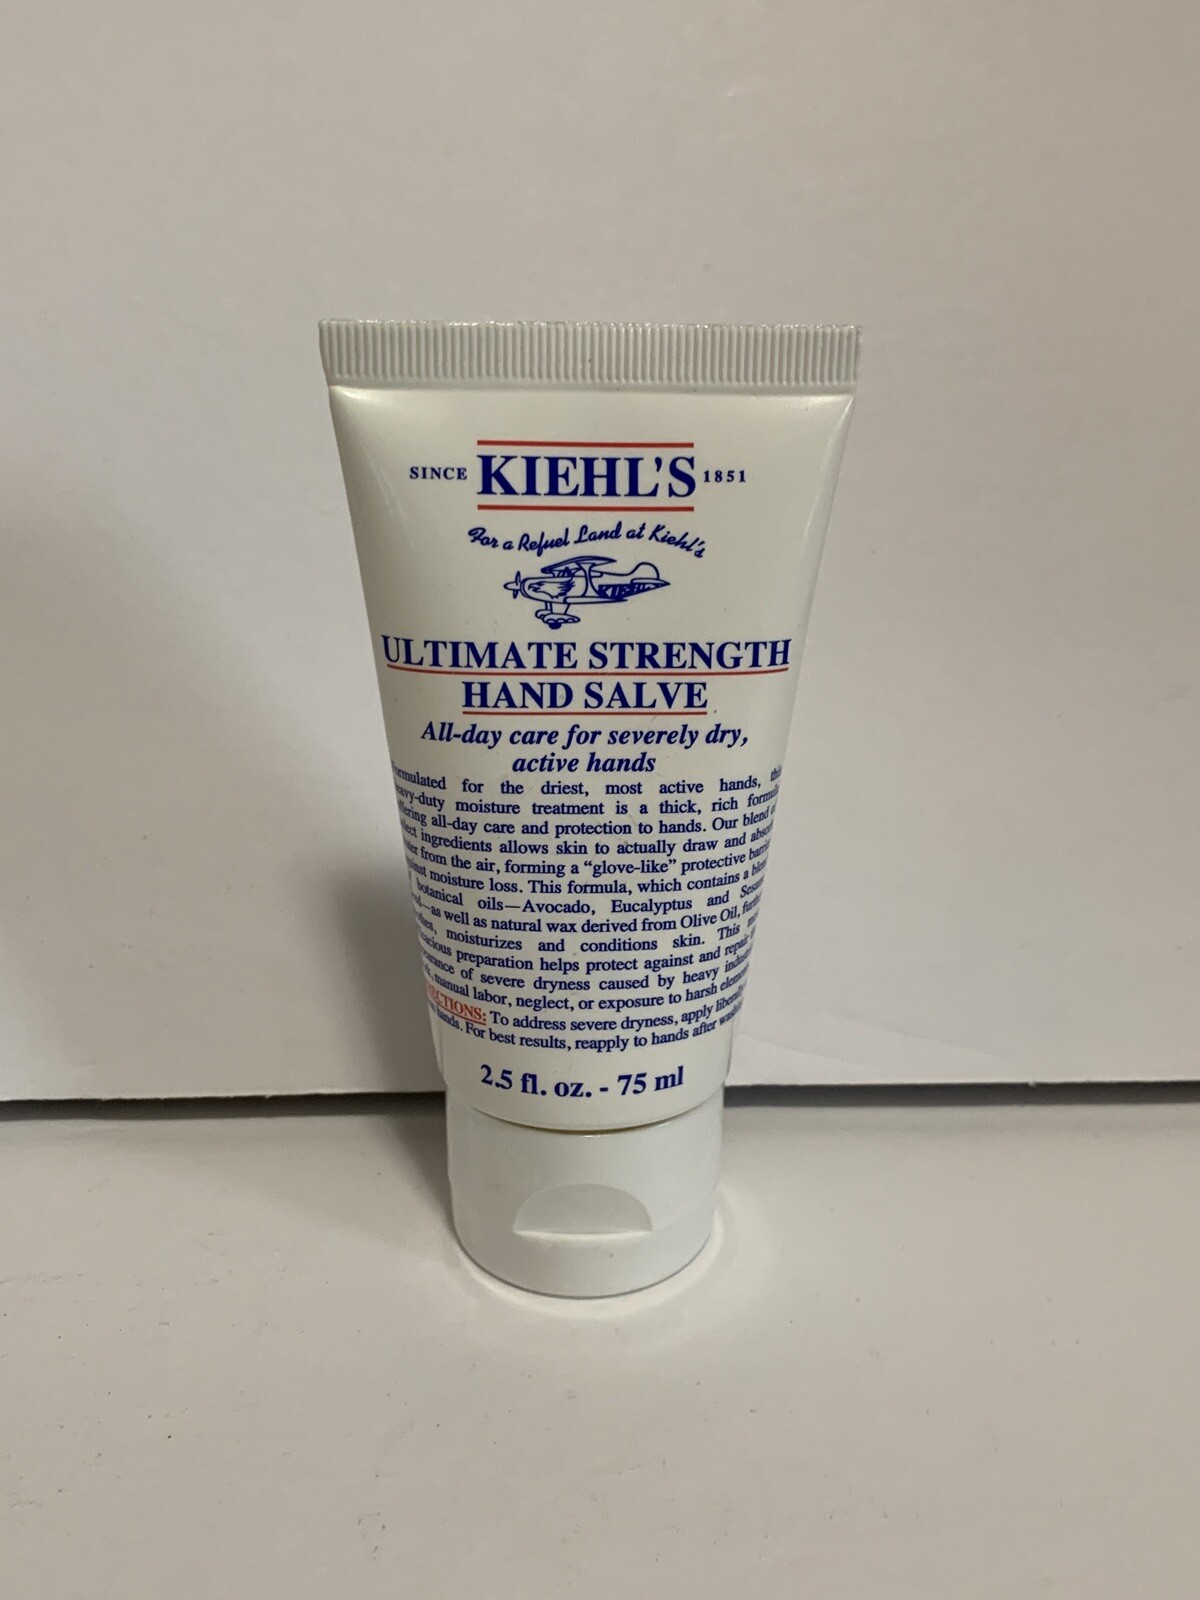 SINCE KIEHL'S 1851
For a Refuel Land at Kiehl's
KIEHL'S
ULTIMATE STRENGTH
HAND SALVE
All-day care for severely dry,
active hands
for the driest, most active hands,
moisture treatment is a thick, rich
all-day care and protection to hands. Our blend
ingredients allows skin to actually draw and
from the air, forming a “glove-like” protective
moisture loss. This formula, which contains a
botanical oils—Avocado, Eucalyptus and
—as well as natural wax derived from Olive Oil,
moisturizes and conditions skin. This
preparation helps protect against and repair
of severe dryness caused by heavy
manual labor, neglect, or exposure to harsh
To address severe dryness, apply
hands. For best results, reapply to hands after
2.5 fl. oz. - 75 ml